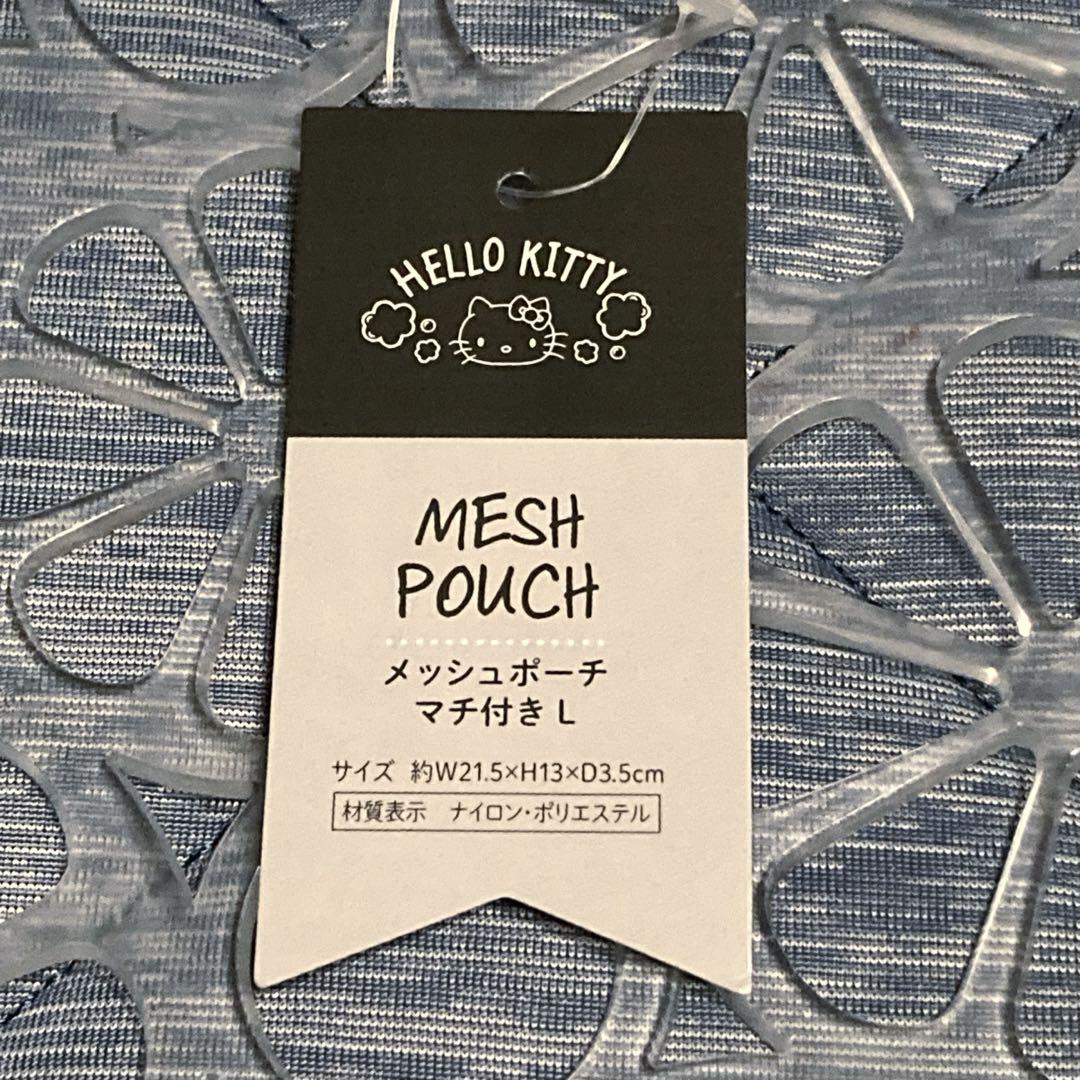 HELLO KITTY
MESH
POUCH
メッシュポーチ
マチ付き L
サイズ 約W21.5×H13×D3.5cm
材質表示 ナイロン・ポリエステル